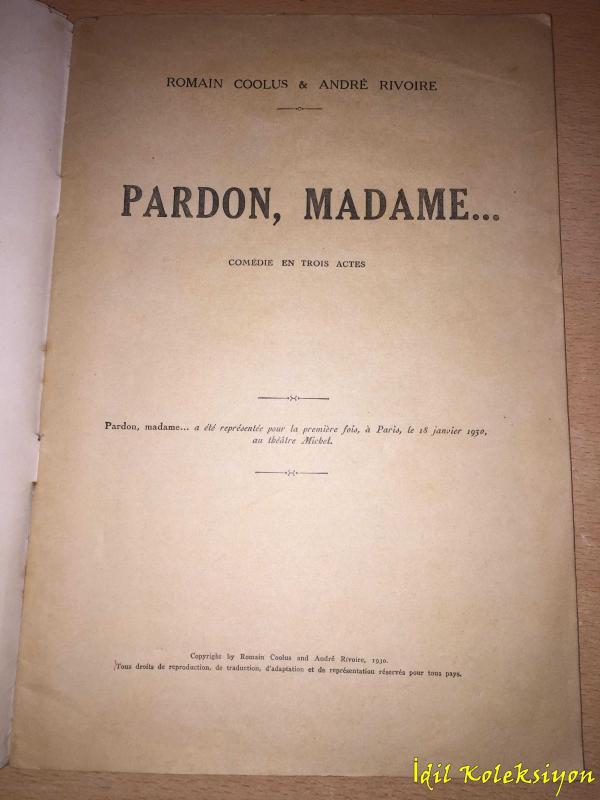 ROMAIN COOLUS & ANDRÉ RIVOIRE
PARDON, MADAME...
COMÉDIE EN TROIS ACTES
Pardon, madame... a été représentée pour la première fois, à Paris, le 18 janvier 1930,
au théâtre Michel.
Copyright by Romain Coolus and André Rivoire, 1930.
Tous droits de reproduction, de traduction, d'adaptation et de représentation réservés pour tous pays.
İdil Koleksiyon